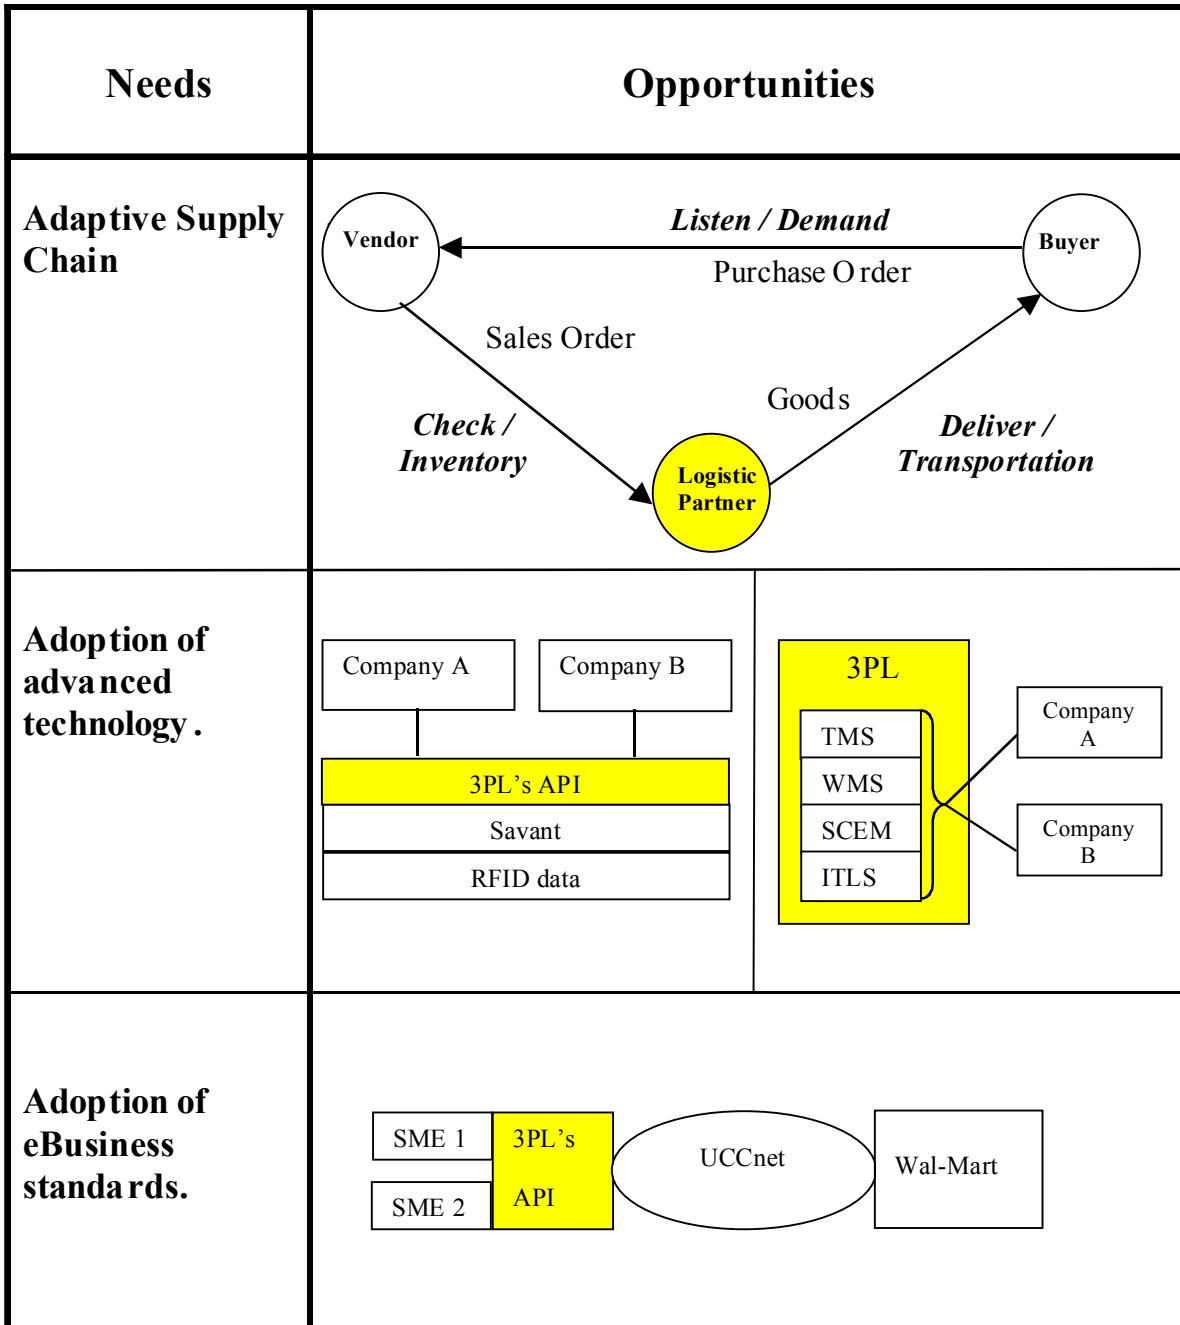 Needs
Opportunities
Adaptive Supply
Chain
Vendor
Listen / Demand
Purchase Order
Buyer
Sales Order
Goods
Check /
Inventory
Deliver /
Transportation
Logistic
Partner
Adoption of
advanced
technology.
Company A
Company B
3PL's API
Savant
RFID data
3PL
TMS
WMS
SCEM
ITLS
Company
A
Company
B
Adoption of
eBusiness
standards.
SME 1
SME 2
3PL's
API
UCCnet
Wal-Mart